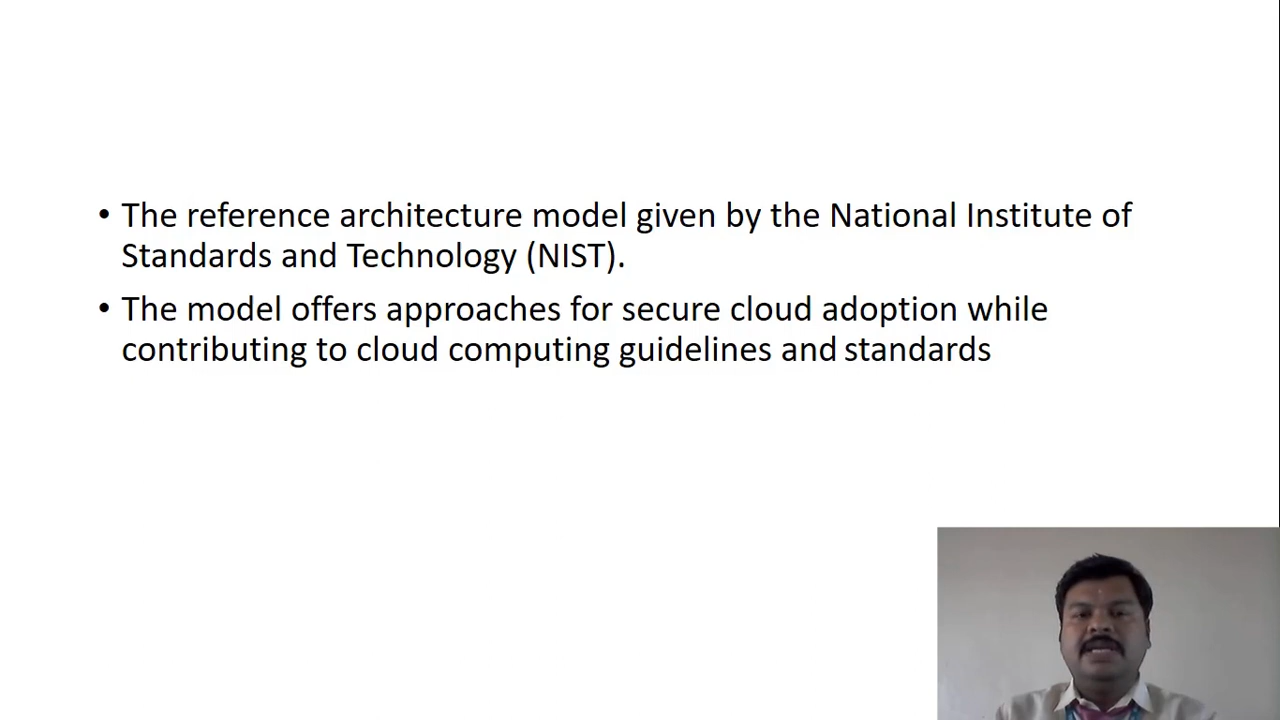 • The reference architecture model given by the National Institute of
Standards and Technology (NIST).
• The model offers approaches for secure cloud adoption while
contributing to cloud computing guidelines and standards